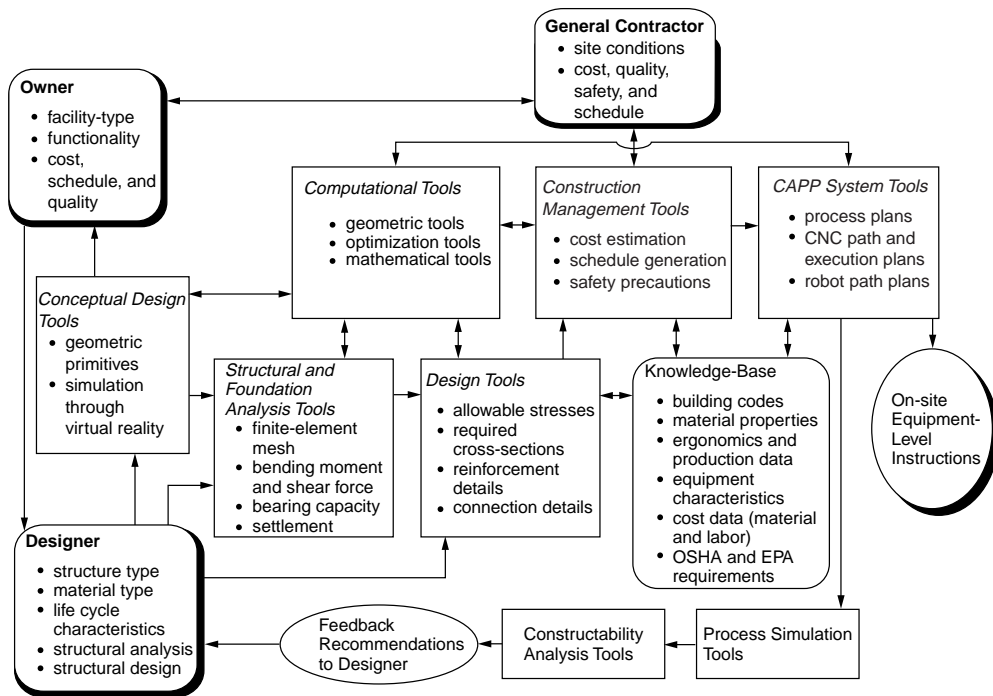 General Contractor
• site conditions
• cost, quality,
safety, and
schedule
Owner
• facility-type
• functionality
• cost,
schedule, and
quality
Computational Tools
• geometric tools
• optimization tools
• mathematical tools
Construction
Management Tools
• cost estimation
• schedule generation
• safety precautions
CAPP System Tools
• process plans
• CNC path and
execution plans
• robot path plans
Conceptual Design
Tools
• geometric
primitives
• simulation
through
virtual reality
Structural and
Foundation
Analysis Tools
• finite-element
mesh
• bending moment
and shear force
• bearing capacity
• settlement
Design Tools
• allowable stresses
• required
cross-sections
• reinforcement
details
• connection details
Knowledge-Base
• building codes
• material properties
• ergonomics and
production data
• equipment
characteristics
• cost data (material
and labor)
• OSHA and EPA
requirements
On-site
Equipment-
Level
Instructions
Designer
• structure type
• material type
• life cycle
characteristics
• structural analysis
• structural design
Feedback
Recommendations
to Designer
Constructability
Analysis Tools
Process Simulation
Tools